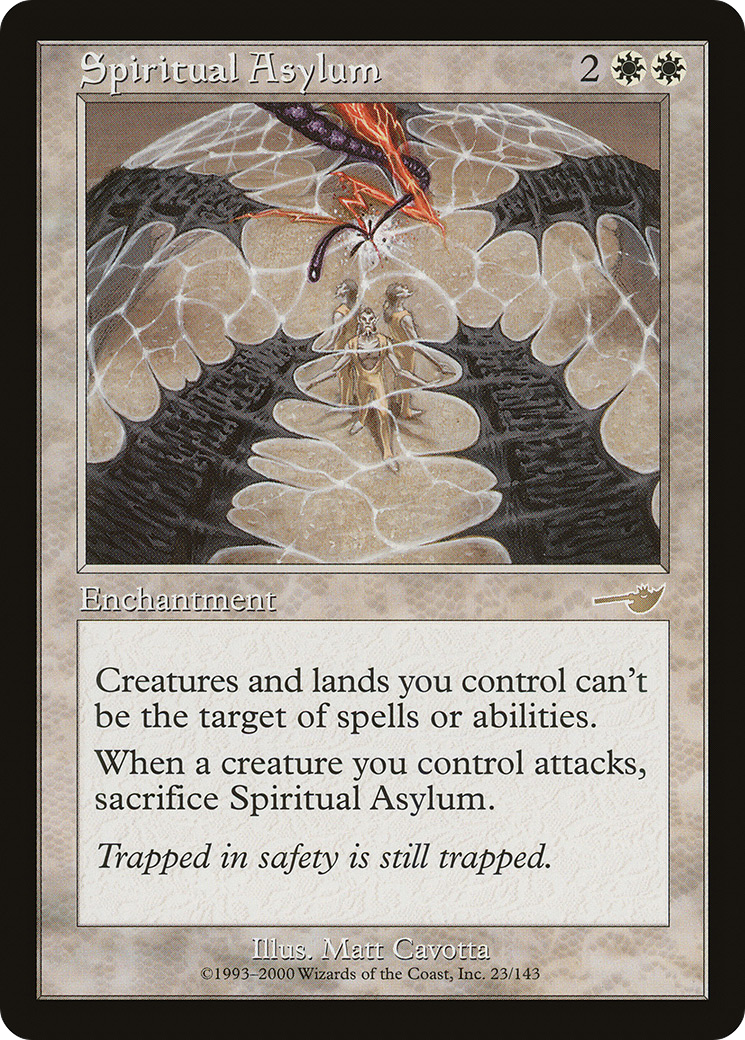 Spiritual Asylum 2
Enchantment
Creatures and lands you control can't
be the target of spells or abilities.
When a creature you control attacks,
sacrifice Spiritual Asylum.
Trapped in safety is still trapped.
Illus. Matt Cavotta
©1993–2000 Wizards of the Coast, Inc. 23/143